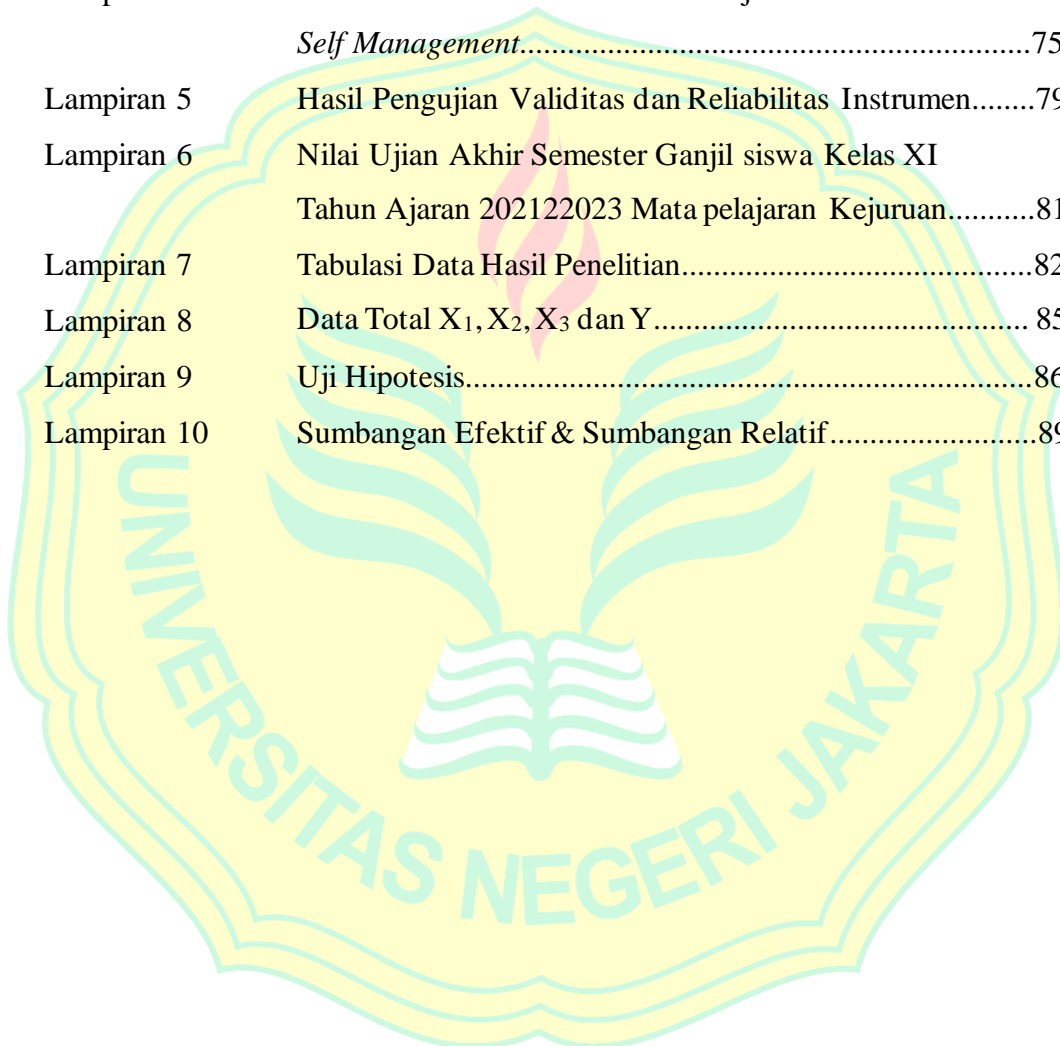 Self Management.....................................................................75
Lampiran 5 Hasil Pengujian Validitas dan Reliabilitas Instrumen........79
Lampiran 6 Nilai Ujian Akhir Semester Ganjil siswa Kelas XI
Tahun Ajaran 202122023 Mata pelajaran Kejuruan...........81
Lampiran 7 Tabulasi Data Hasil Penelitian.............................................82
Lampiran 8 Data Total X₁, X₂, X₃ dan Y................................................. 85
Lampiran 9 Uji Hipotesis.........................................................................86
Lampiran 10 Sumbangan Efektif & Sumbangan Relatif...........................89
UNIVERSITAS NEGERI JAKARTA